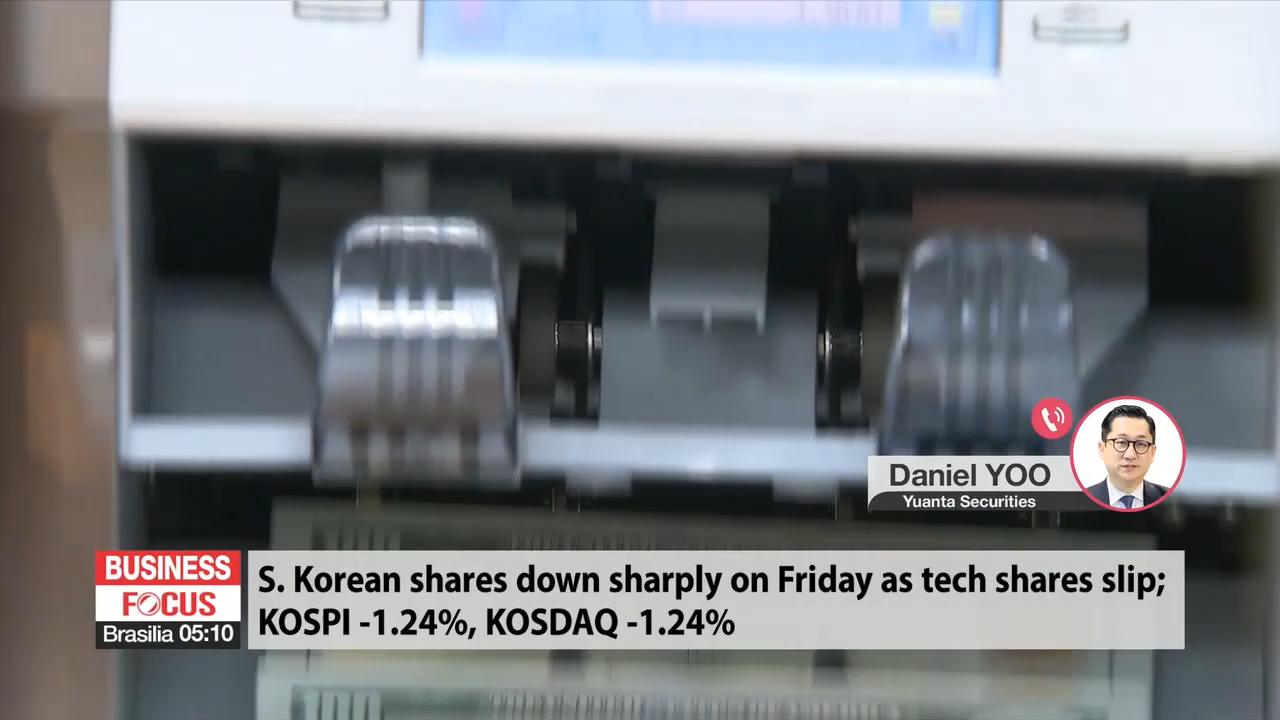 Daniel YOO
Yuanta Securities
BUSINESS
FOCUS
Brasilia 05:10
S. Korean shares down sharply on Friday as tech shares slip;
KOSPI -1.24%, KOSDAQ -1.24%